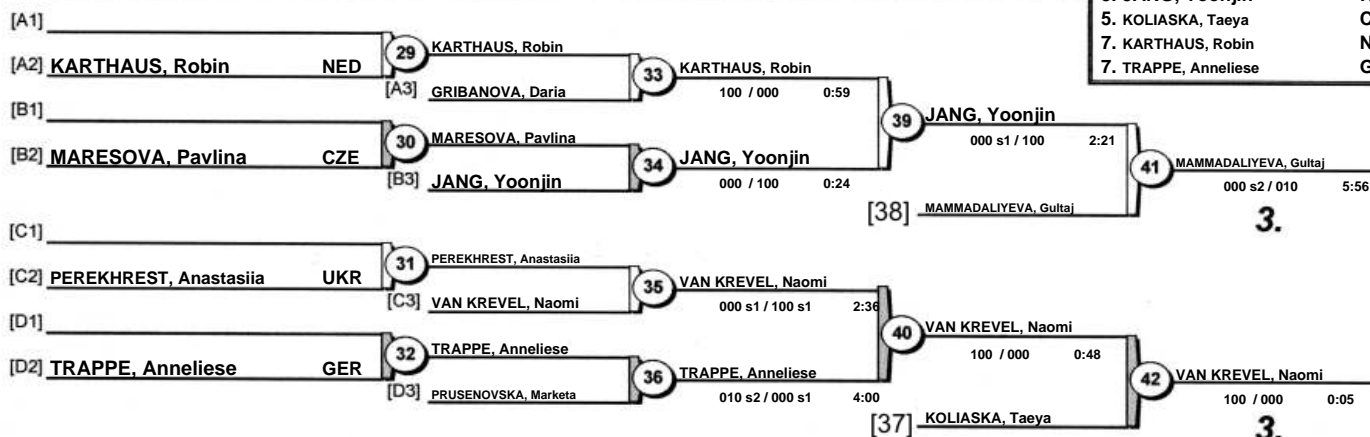 5. KOLIASKA, Taeya
7. KARTHAUS, Robin N
7. TRAPPE, Anneliese G
[A1]
[A2] KARTHAUS, Robin NED
29
KARTHAUS, Robin
[A3] GRIBANOVA, Daria
33
KARTHAUS, Robin
100 / 000 0:59
[B1]
[B2] MARESOVA, Pavlina CZE
30
MARESOVA, Pavlina
[B3] JANG, Yoonjin
34
JANG, Yoonjin
000 / 100 0:24
39
JANG, Yoonjin
000 s1 / 100 2:21
[38] MAMMADALIYEVA, Gultaj
41
MAMMADALIYEVA, Gultaj
000 s2 / 010 5:56
3.
[C1]
[C2] PEREKHREST, Anastasiia UKR
31
PEREKHREST, Anastasiia
[C3] VAN KREVEL, Naomi
35
VAN KREVEL, Naomi
000 s1 / 100 s1 2:36
[D1]
[D2] TRAPPE, Anneliese GER
32
TRAPPE, Anneliese
[D3] PRUSENOVSKA, Marketa
36
TRAPPE, Anneliese
010 s2 / 000 s1 4:00
40
VAN KREVEL, Naomi
100 / 000 0:48
[37] KOLIASKA, Taeya
42
VAN KREVEL, Naomi
100 / 000 0:05
3.